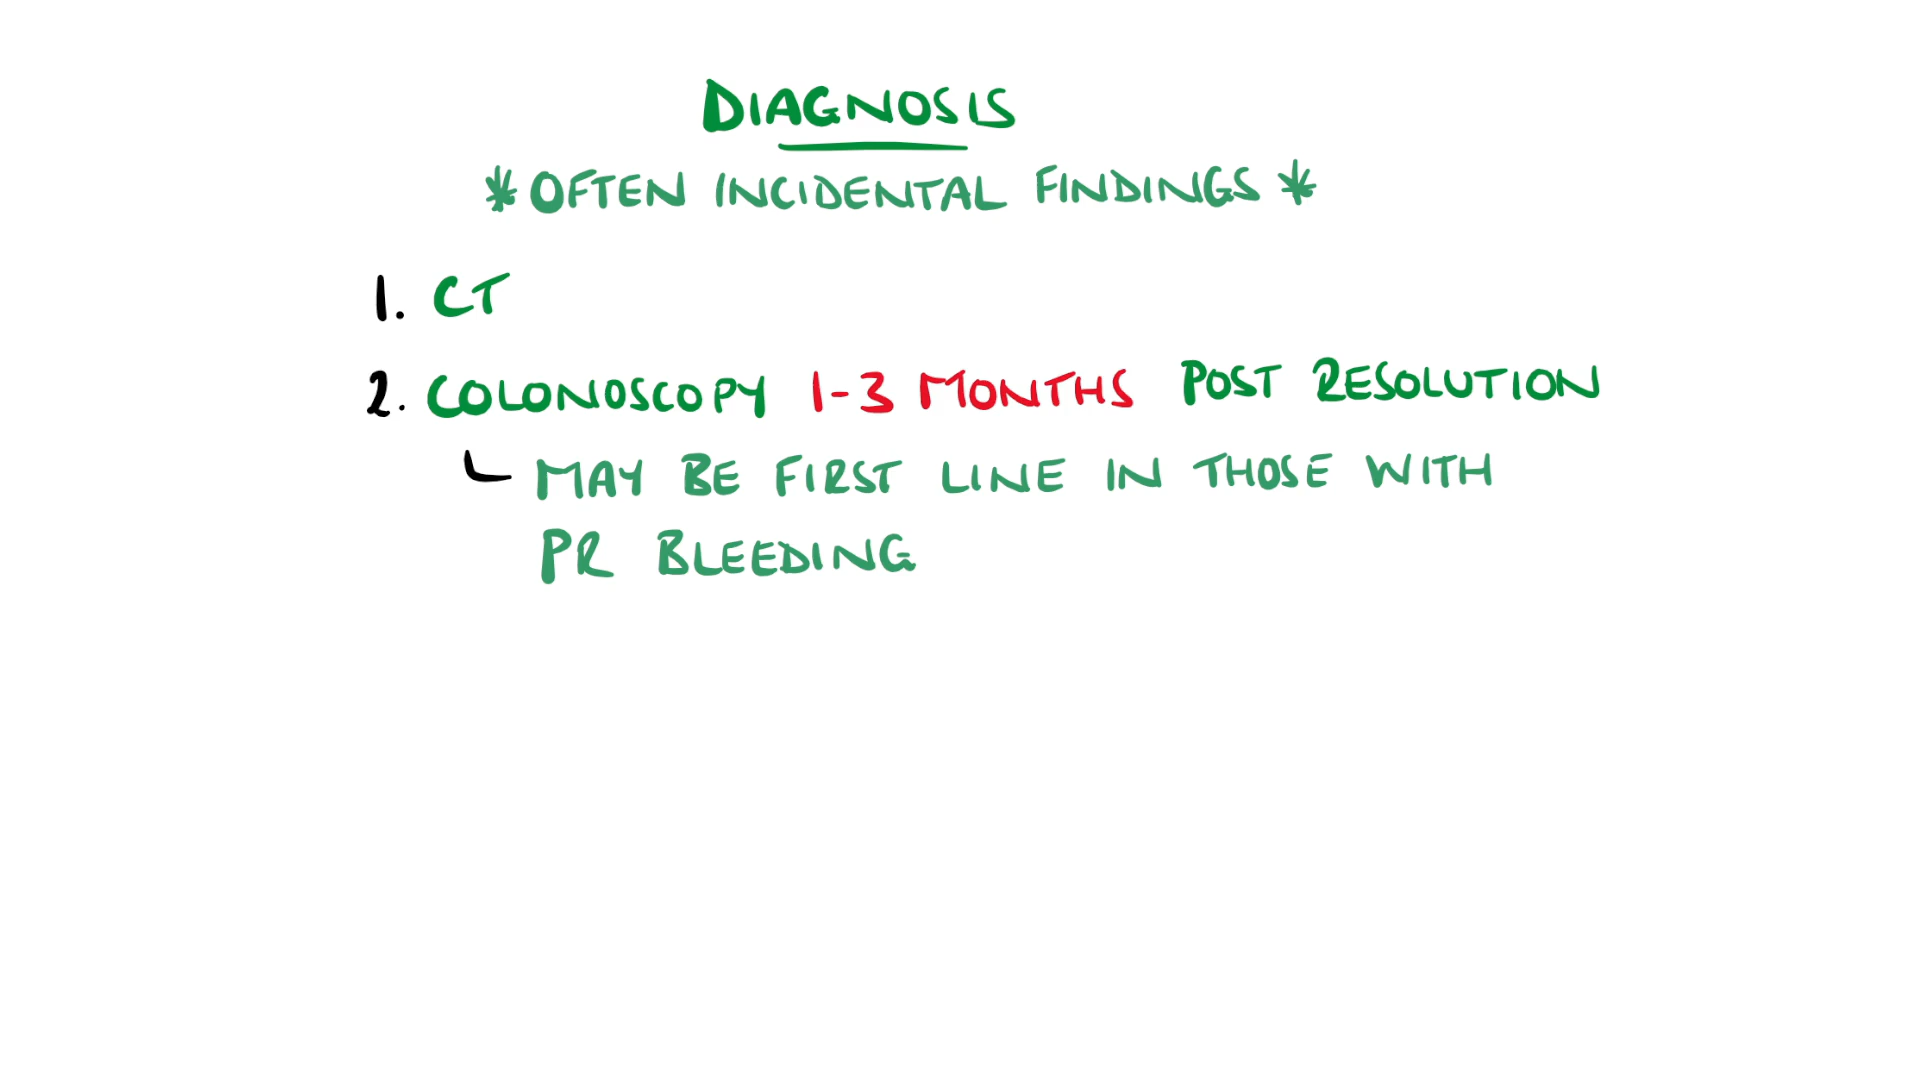 DIAGNOSIS
*OFTEN INCIDENTAL FINDINGS*
1. CT
2. COLONOSCOPY 1-3 MONTHS POST RESOLUTION
MAY BE FIRST LINE IN THOSE WITH
PR BLEEDING